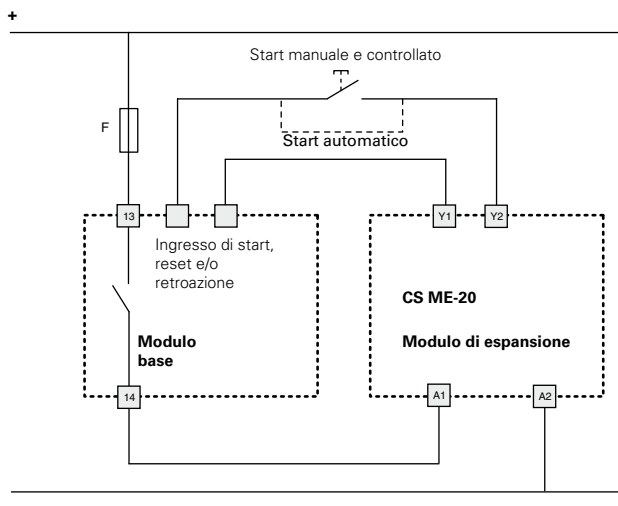 +
Start manuale e controllato
F
Start automatico
13
Y1
Y2
Ingresso di start,
reset e/o
retroazione
CS ME-20
Modulo
base
Modulo di espansione
14
A1
A2